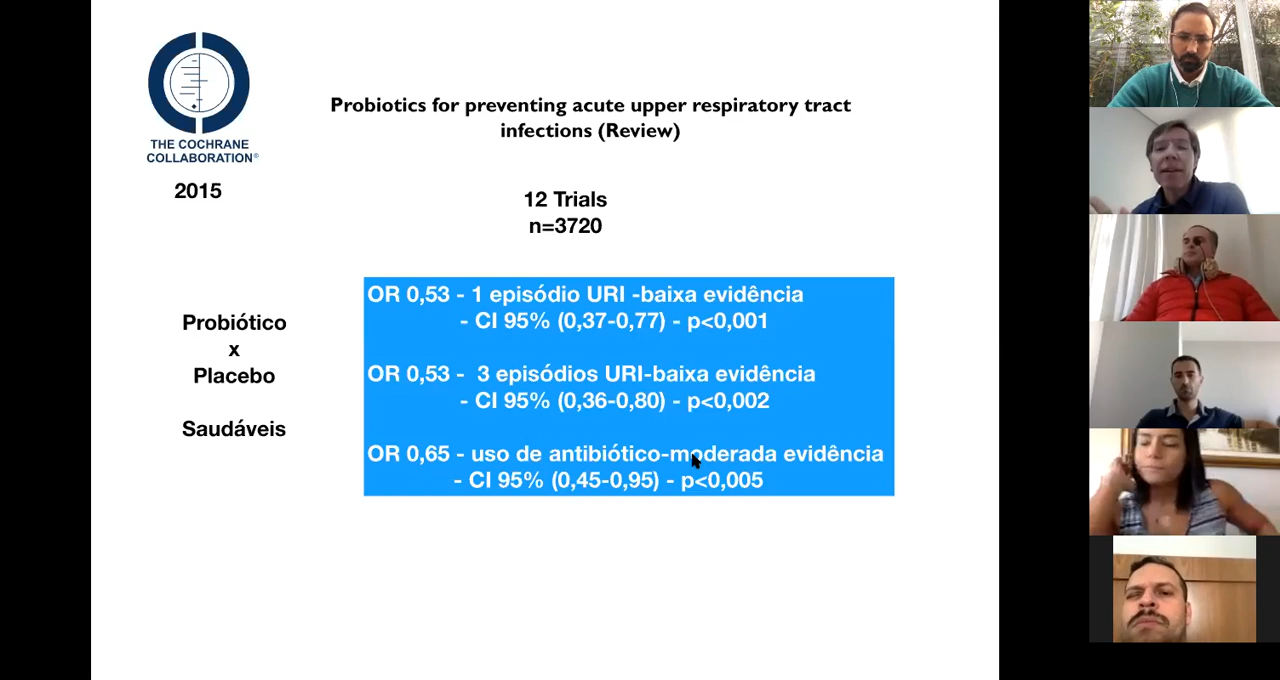 THE COCHRANE
COLLABORATION®
2015
Probiotics for preventing acute upper respiratory tract
infections (Review)
12 Trials
n=3720
Probiótico
x
Placebo
Saudáveis
OR 0,53 - 1 episódio URI -baixa evidência
- CI 95% (0,37-0,77) - p<0,001
OR 0,53 - 3 episódios URI-baixa evidência
- CI 95% (0,36-0,80) - p<0,002
OR 0,65 - uso de antibiótico-moderada evidência
- CI 95% (0,45-0,95) - p<0,005